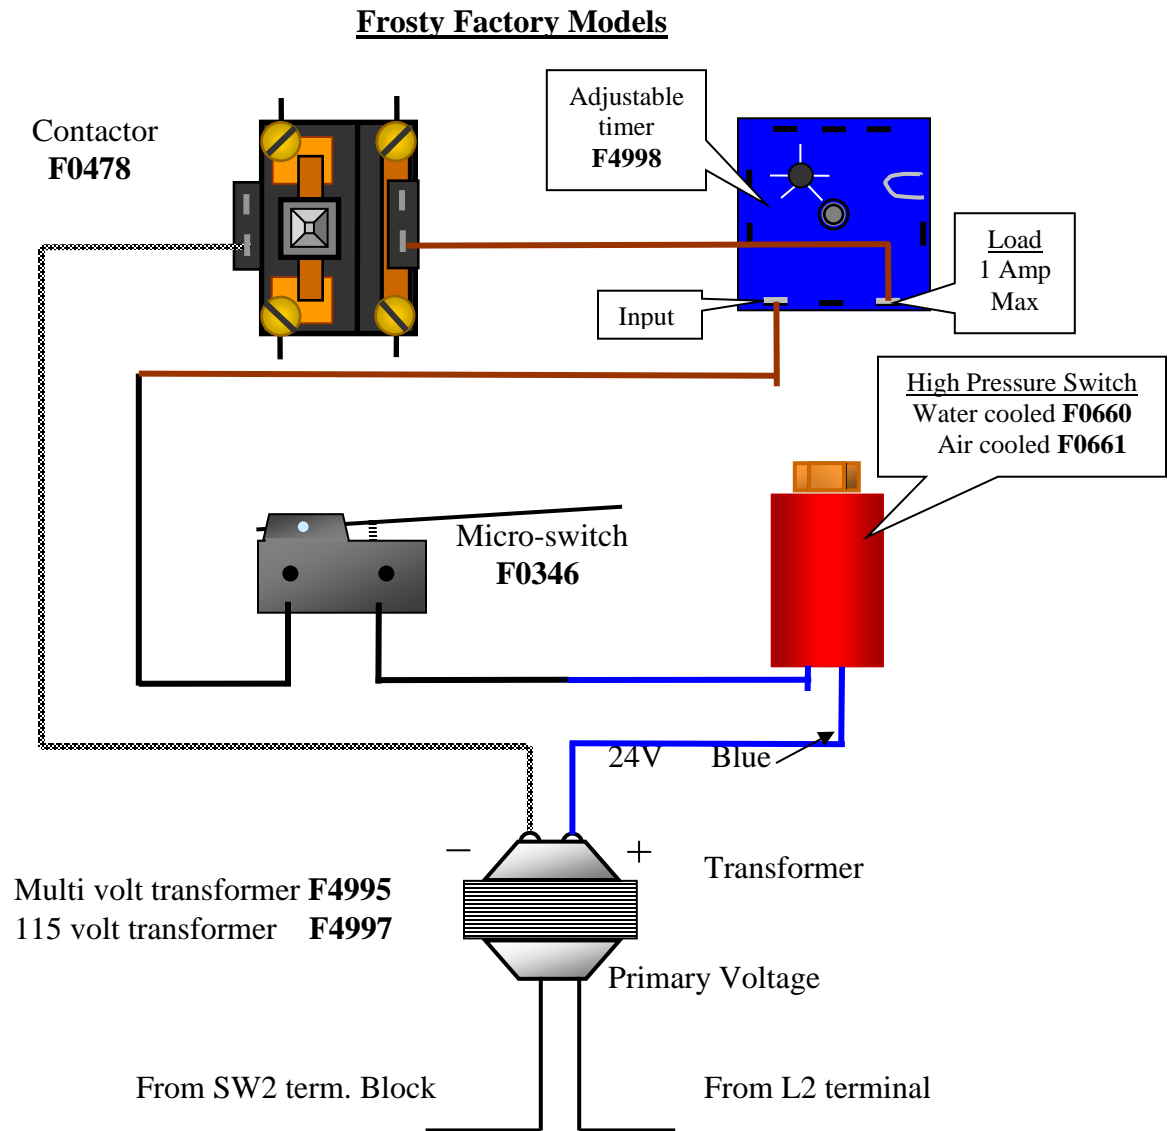 Frosty Factory Models
Contactor
F0478
Adjustable
timer
F4998
Load
1 Amp
Max
Input
High Pressure Switch
Water cooled F0660
Air cooled F0661
Micro-switch
F0346
24V Blue
– +
Transformer
Multi volt transformer F4995
115 volt transformer F4997
Primary Voltage
From SW2 term. Block
From L2 terminal